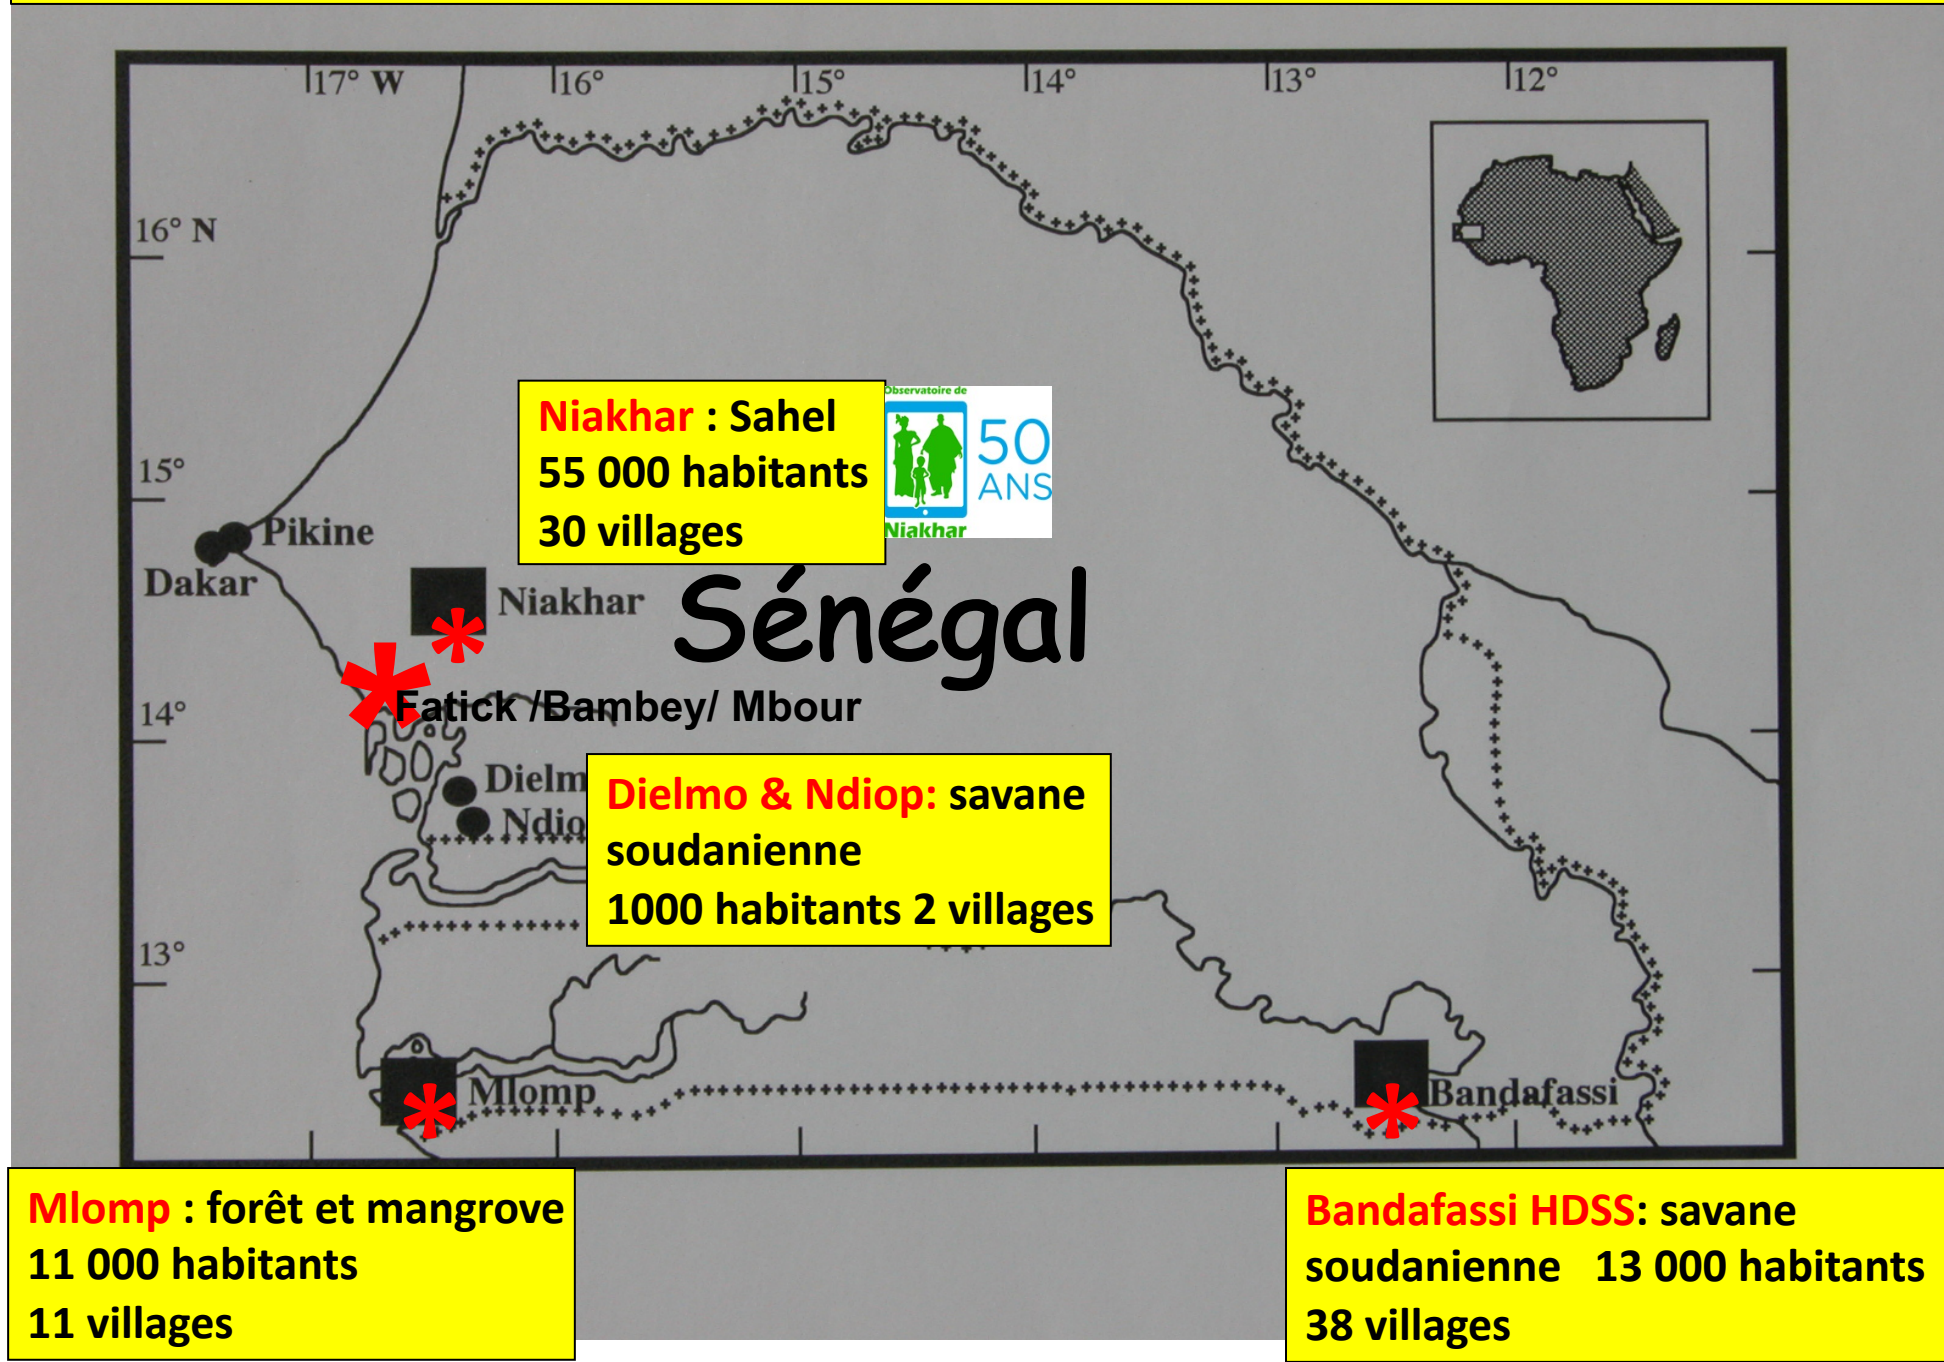 17° W
16°
15°
14°
13°
12°
16° N
15°
14°
13°
Niakhar : Sahel
55 000 habitants
30 villages
Observatoire de
50
ANS
Niakhar
Pikine
Dakar
Niakhar
Sénégal
Fatick /Bambey/ Mbour
Dielm
Ndio
Dielmo & Ndiop: savane
soudanienne
1000 habitants 2 villages
Mlomp
Bandafassi
Mlomp : forêt et mangrove
11 000 habitants
11 villages
Bandafassi HDSS: savane
soudanienne 13 000 habitants
38 villages